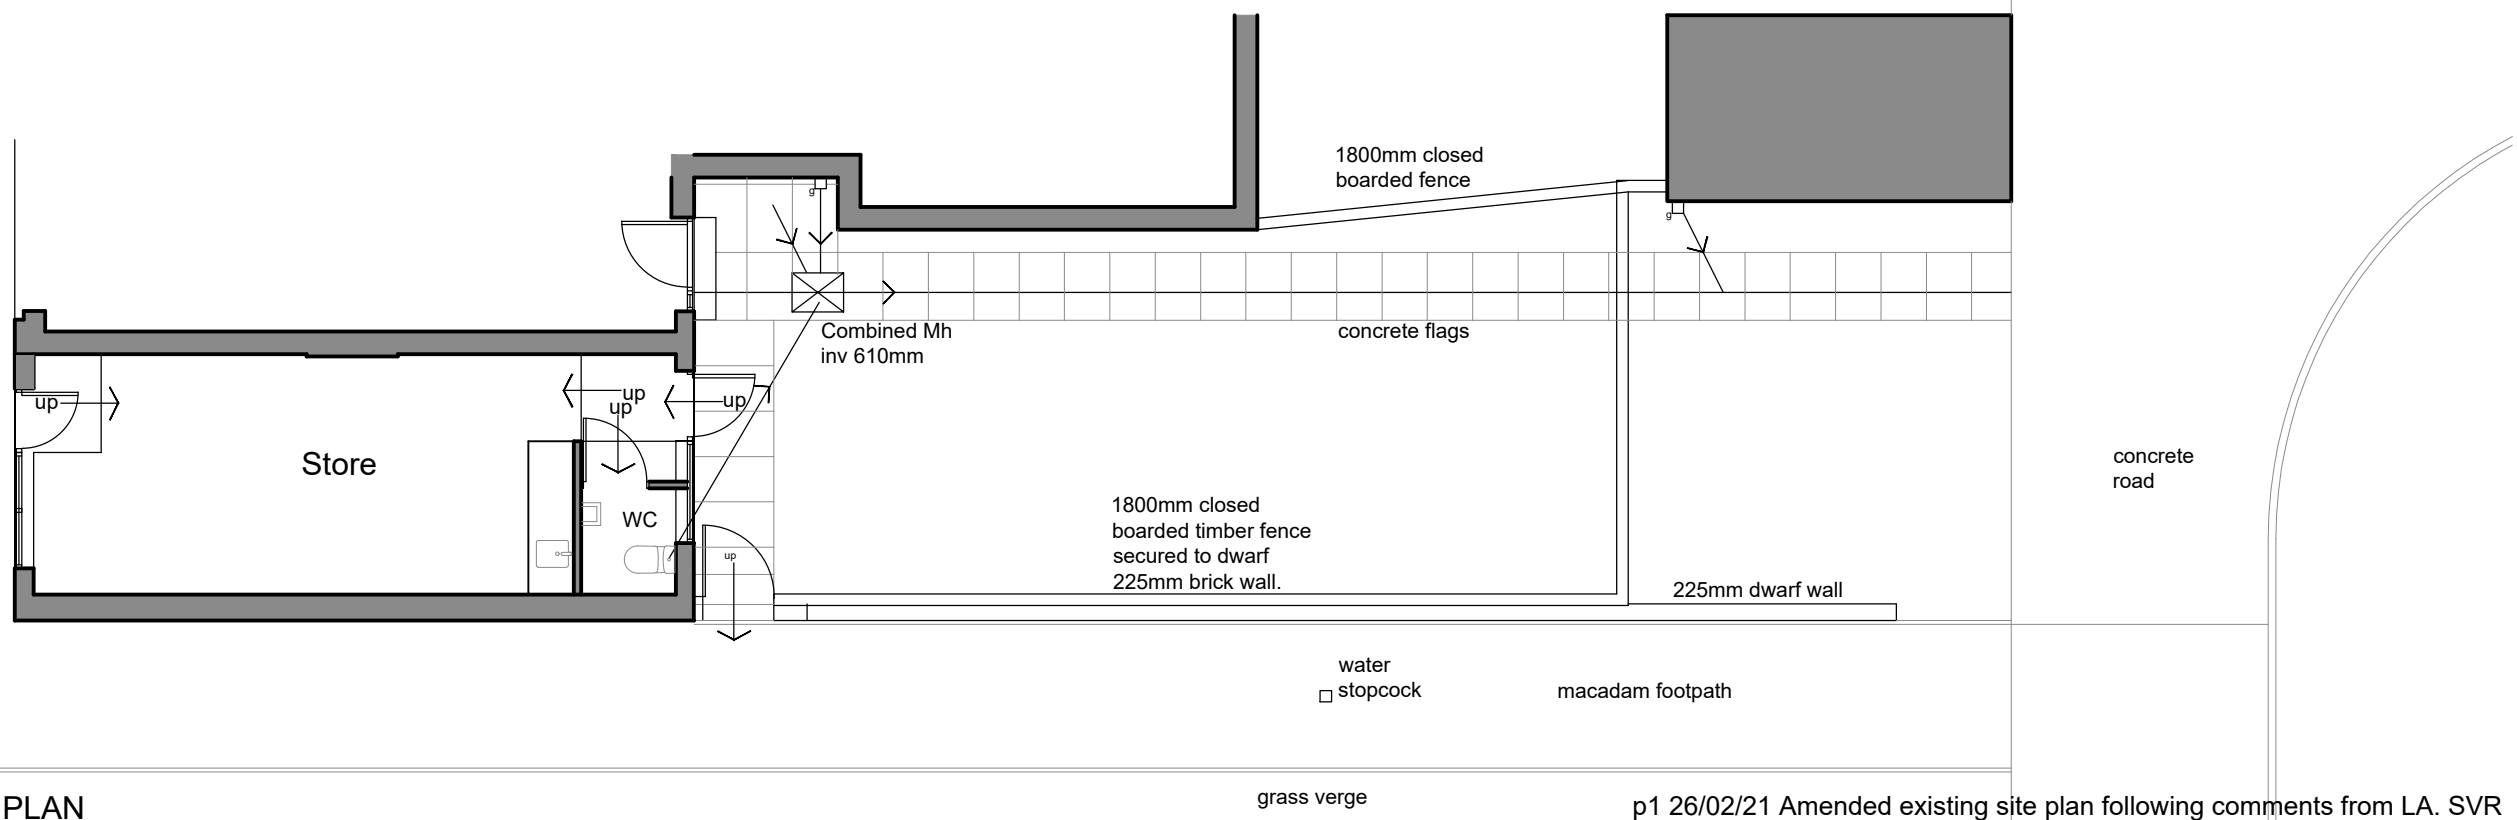 1800mm closed
boarded fence
g
g
Combined Mh
inv 610mm
concrete flags
up
up
up
up
Store
WC
up
concrete
road
1800mm closed
boarded timber fence
secured to dwarf
225mm brick wall.
225mm dwarf wall
water
stopcock
macadam footpath
grass verge
PLAN
p1 26/02/21 Amended existing site plan following comments from LA. SVR